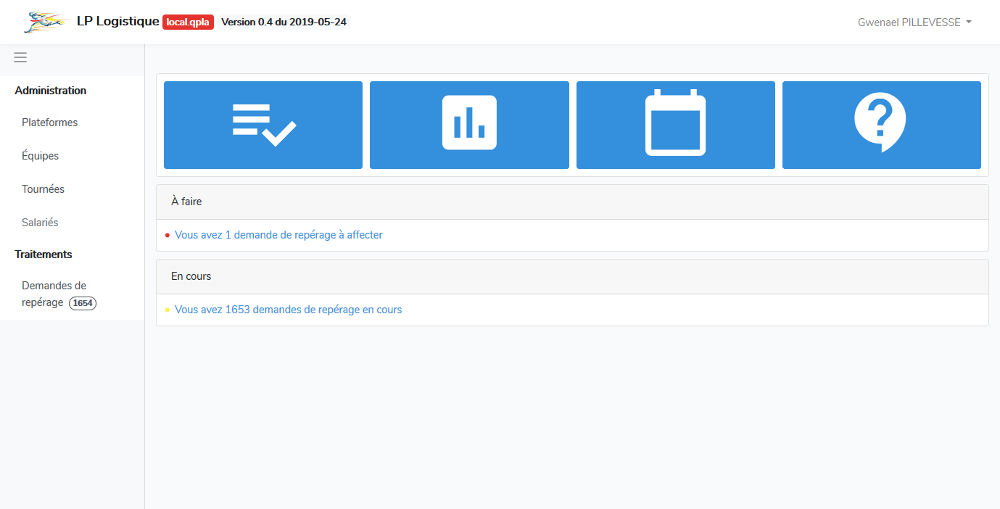 LP Logistique local.qpla Version 0.4 du 2019-05-24
Gwenael PILLEVESSE
Administration
Plateformes
Équipes
Tournées
Salariés
Traitements
Demandes de
repérage 1654
À faire
Vous avez 1 demande de repérage à affecter
En cours
Vous avez 1653 demandes de repérage en cours